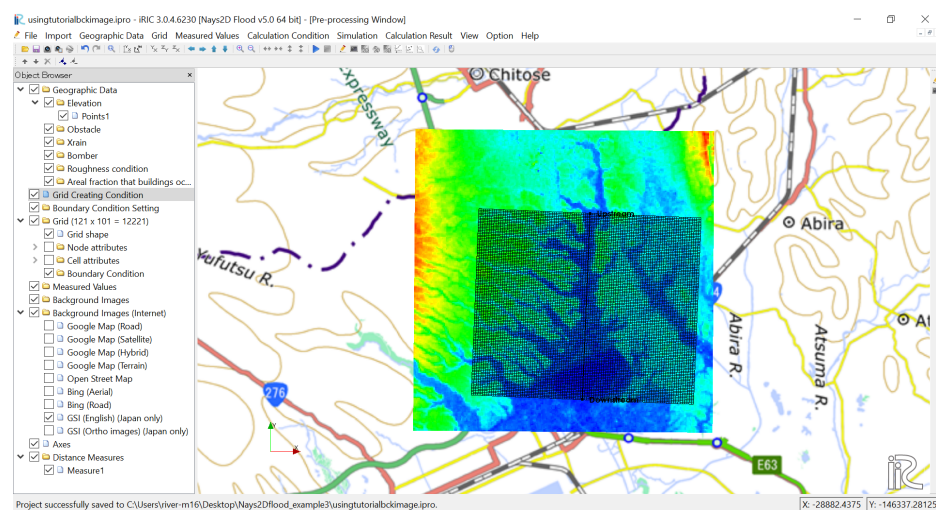 usingtutorialbckimage.ipro - iRIC 3.0.4.6230 [Nays2D Flood v5.0 64 bit] - [Pre-processing Window]
File Import Geographic Data Grid Measured Values Calculation Condition Simulation Calculation Result View Option Help
Object Browser
Geographic Data
Elevation
Points1
Obstacle
Xrain
Bomber
Roughness condition
Areal fraction that buildings oc...
Grid Creating Condition
Boundary Condition Setting
Grid (121 x 101 = 12221)
Grid shape
Node attributes
Cell attributes
Boundary Condition
Measured Values
Background Images
Background Images (Internet)
Google Map (Road)
Google Map (Satellite)
Google Map (Hybrid)
Google Map (Terrain)
Open Street Map
Bing (Aerial)
Bing (Road)
GSI (English) (Japan only)
GSI (Ortho images) (Japan only)
Axes
Distance Measures
Measure1
Chitose
Expressway
Upstream
Abira
Yufutsu R.
4
Abira R.
Atsuma R.
At
276
Downstream
Y
X
E63
iRIC
Project successfully saved to C:\Users\river-m16\Desktop\Nays2Dflood_example3\usingtutorialbckimage.ipro.
X: -28882.4375 Y: -146337.28125